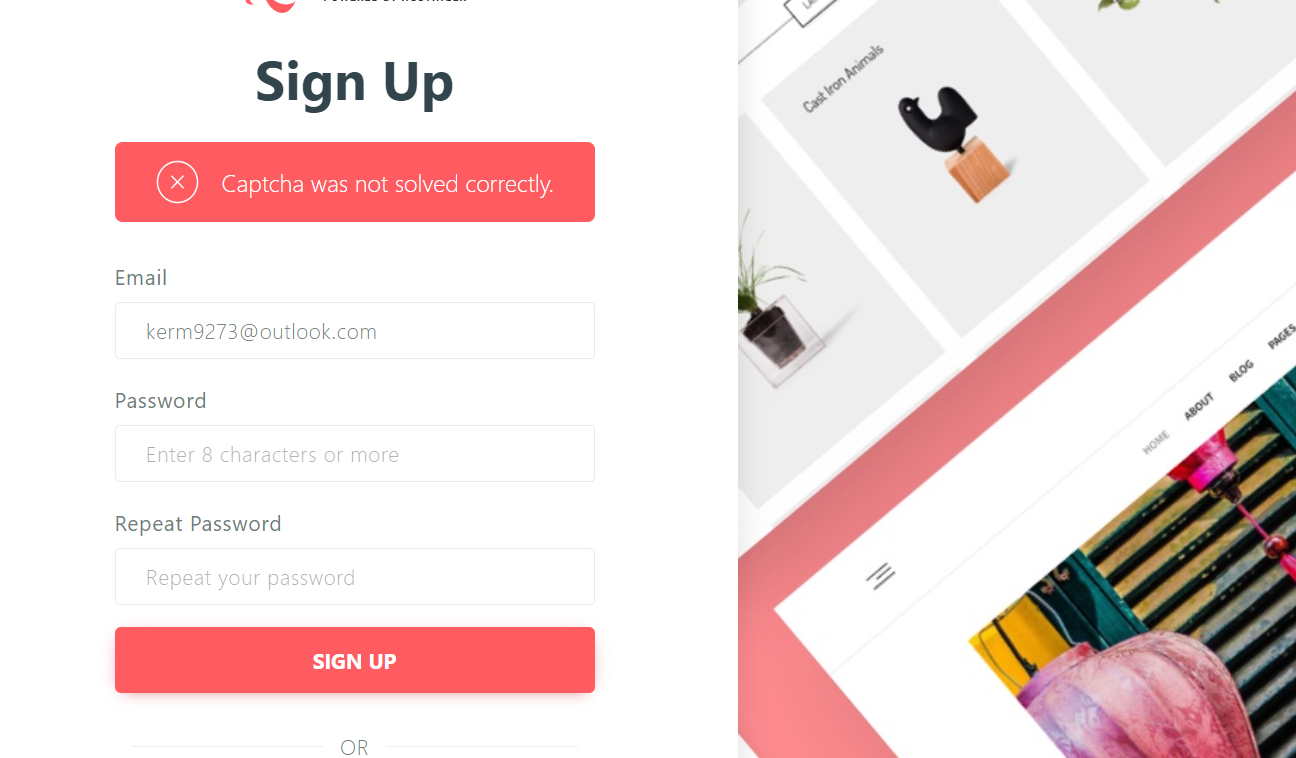 Sign Up
Captcha was not solved correctly.
Email
kerm9273@outlook.com
Password
Enter 8 characters or more
Repeat Password
Repeat your password
SIGN UP
OR
Cast Iron Animals
HOME
ABOUT
BLOG
PAGES